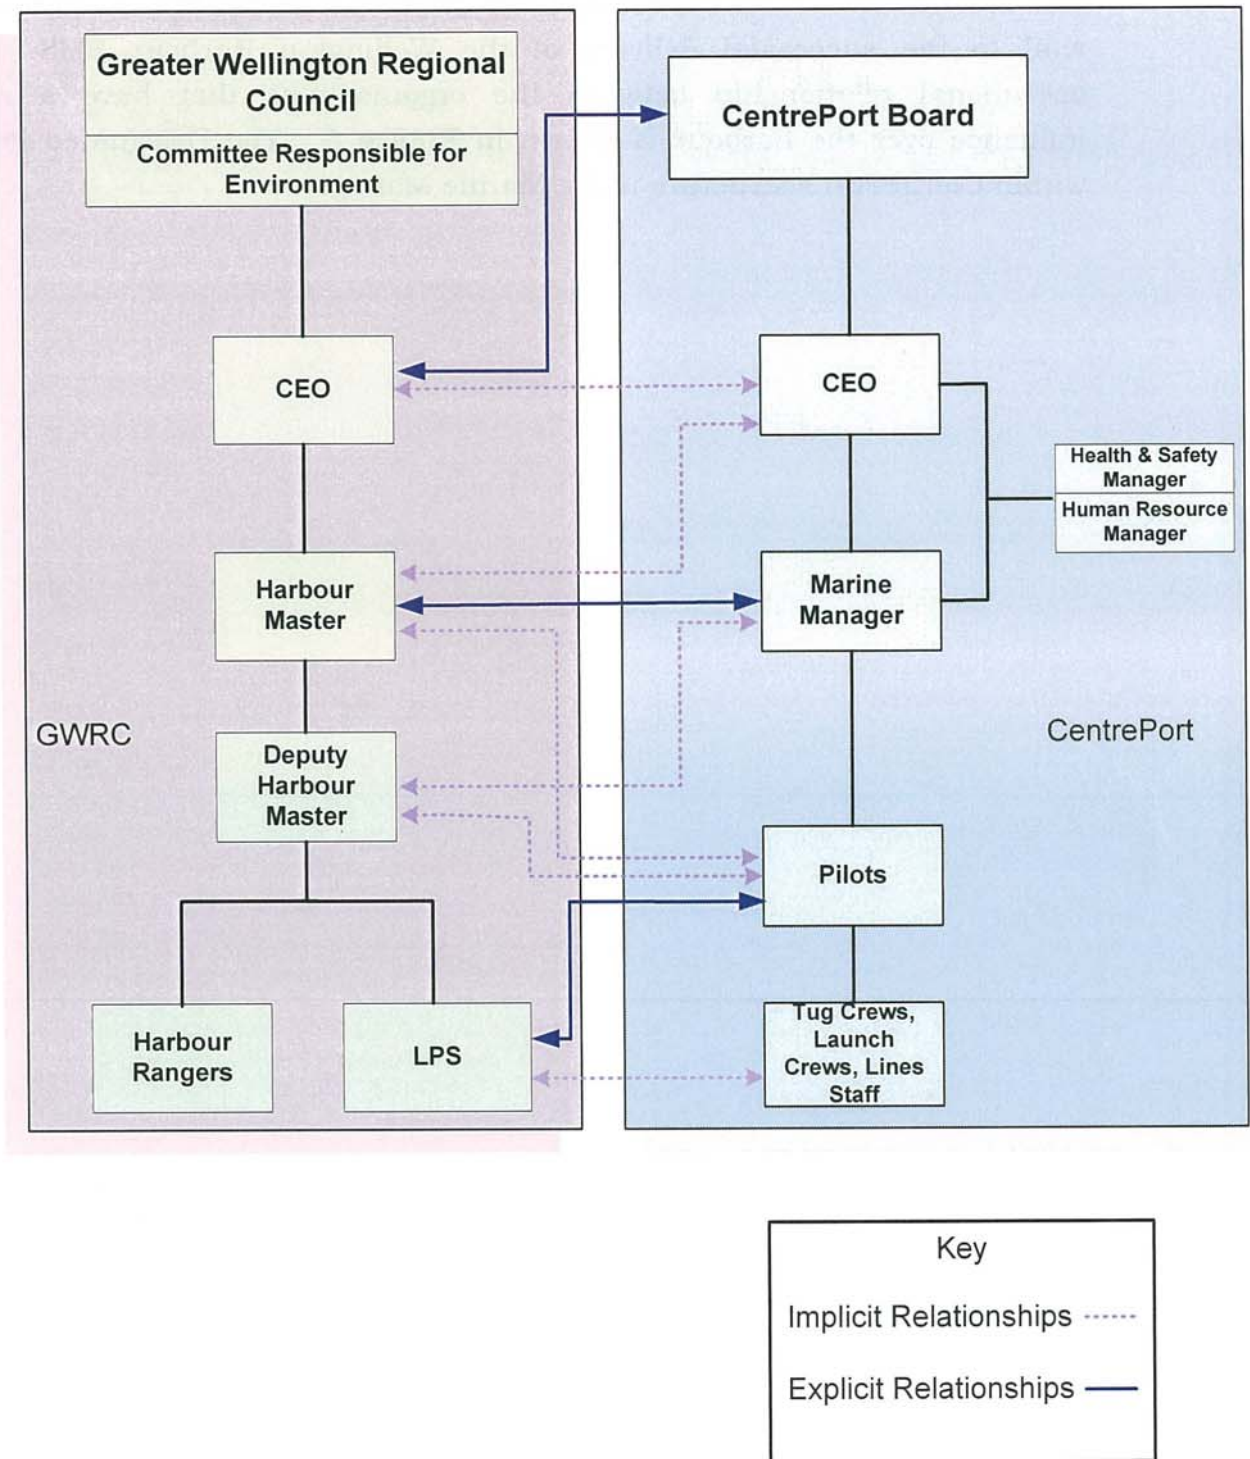 Greater Wellington Regional
Council
Committee Responsible for
Environment
CEO
Harbour
Master
GWRC
Deputy
Harbour
Master
Harbour
Rangers
LPS
CentrePort Board
CEO
Health & Safety
Manager
Human Resource
Manager
Marine
Manager
CentrePort
Pilots
Tug Crews,
Launch
Crews, Lines
Staff
Key
Implicit Relationships
Explicit Relationships